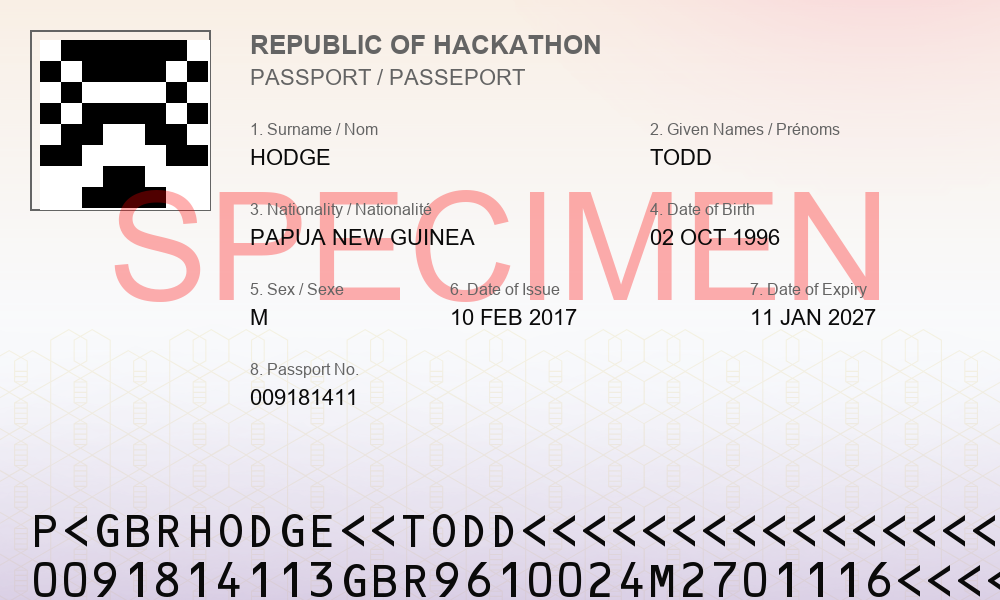 REPUBLIC OF HACKATHON
PASSPORT / PASSEPORT
1. Surname / Nom
HODGE
2. Given Names / Prénoms
TODD
SPECIMEN
3. Nationality / Nationalité
PAPUA NEW GUINEA
4. Date of Birth
02 OCT 1996
5. Sex / Sexe
M
6. Date of Issue
10 FEB 2017
7. Date of Expiry
11 JAN 2027
8. Passport No.
009181411
P<GBRHODGE<<TODD<<<<<<<<<<<<<<<<
0091814113GBR9610024M2701116<<<<